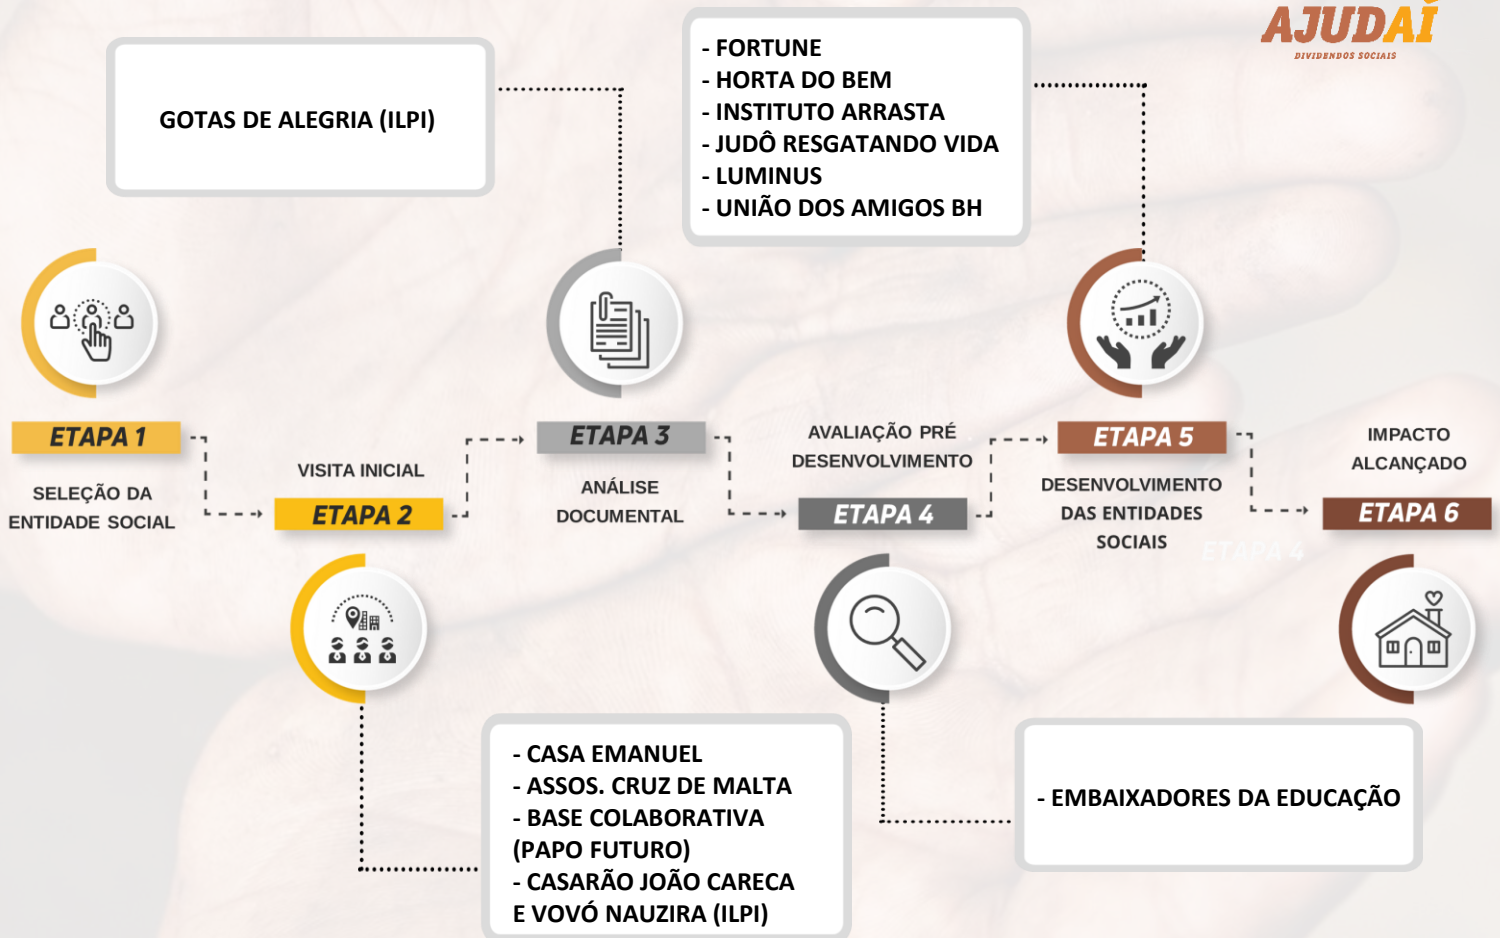 AJUDAÍ
DIVIDENDOS SOCIAIS
GOTAS DE ALEGRIA (ILPI)
- FORTUNE
- HORTA DO BEM
- INSTITUTO ARRASTA
- JUDÔ RESGATANDO VIDA
- LUMINUS
- UNIÃO DOS AMIGOS BH
ETAPA 1
SELEÇÃO DA
ENTIDADE SOCIAL
VISITA INICIAL
ETAPA 2
ETAPA 3
ANÁLISE
DOCUMENTAL
AVALIAÇÃO PRÉ
DESENVOLVIMENTO
ETAPA 4
ETAPA 5
DESENVOLVIMENTO
DAS ENTIDADES
SOCIAIS
ETAPA 4
IMPACTO
ALCANÇADO
ETAPA 6
- CASA EMANUEL
- ASSOS. CRUZ DE MALTA
- BASE COLABORATIVA
(PAPO FUTURO)
- CASARÃO JOÃO CARECA
E VOVÓ NAUZIRA (ILPI)
- EMBAIXADORES DA EDUCAÇÃO